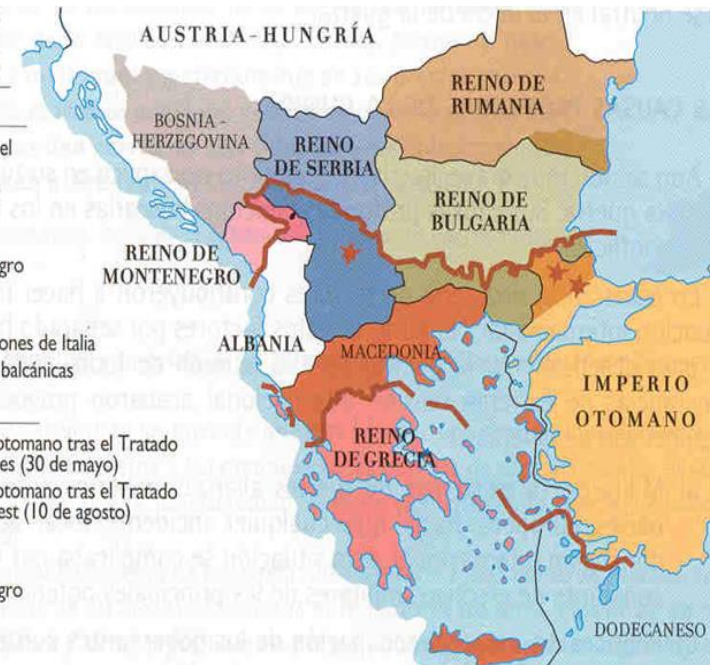 AUSTRIA-HUNGRÍA
BOSNIA-
HERZEGOVINA
REINO
DE SERBIA
REINO DE
RUMANIA
REINO DE
BULGARIA
REINO DE
MONTENEGRO
ALBANIA
MACEDONIA
IMPERIO
OTOMANO
REINO
DE GRECIA
DODECANESO
el
gro
ones de Italia
balcánicas
otomano tras el Tratado
es (30 de mayo)
otomano tras el Tratado
est (10 de agosto)
gro